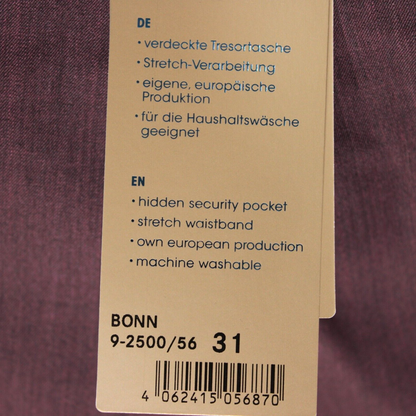 DE
• verdeckte Tresortasche
• Stretch-Verarbeitung
• eigene, europäische
Produktion
• für die Haushaltswäsche
geeignet
EN
• hidden security pocket
• stretch waistband
• own european production
• machine washable
BONN
9-2500/56 31
4 062415 056870